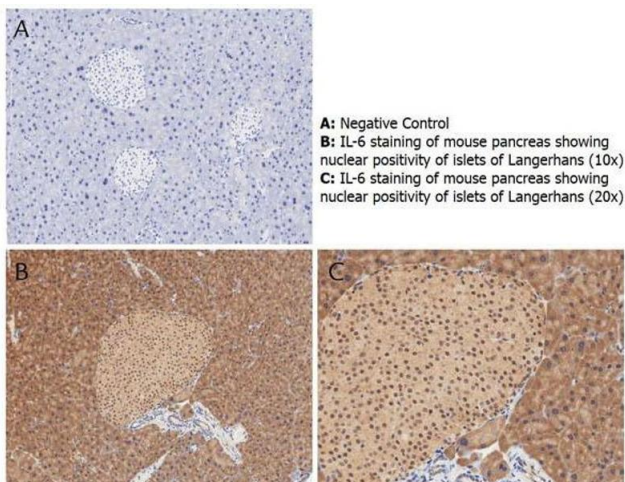 A
A: Negative Control
B: IL-6 staining of mouse pancreas showing
nuclear positivity of islets of Langerhans (10x)
C: IL-6 staining of mouse pancreas showing
nuclear positivity of islets of Langerhans (20x)
B
C